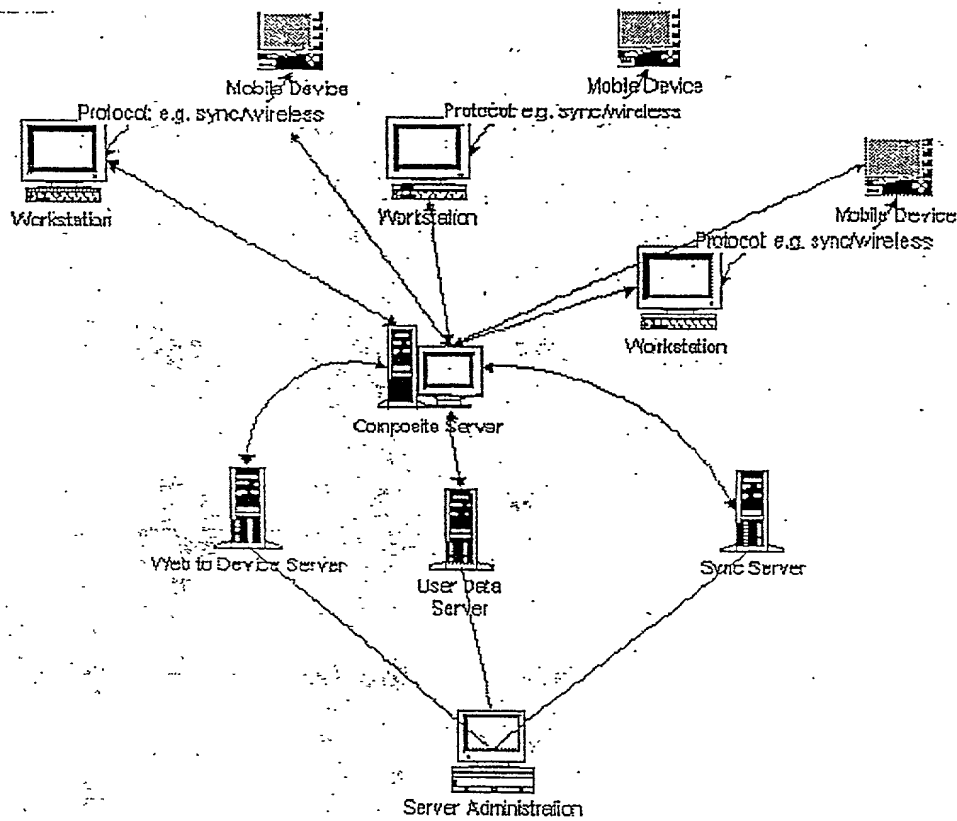 Mobile Device
Mobile Device
Protocol: e.g. sync/wireless
Protocol: e.g. sync/wireless
Workstation
Workstation
Mobile Device
Protocol: e.g. sync/wireless
Workstation
Composite Server
Web to Device Server
User Data
Server
Sync Server
Server Administration